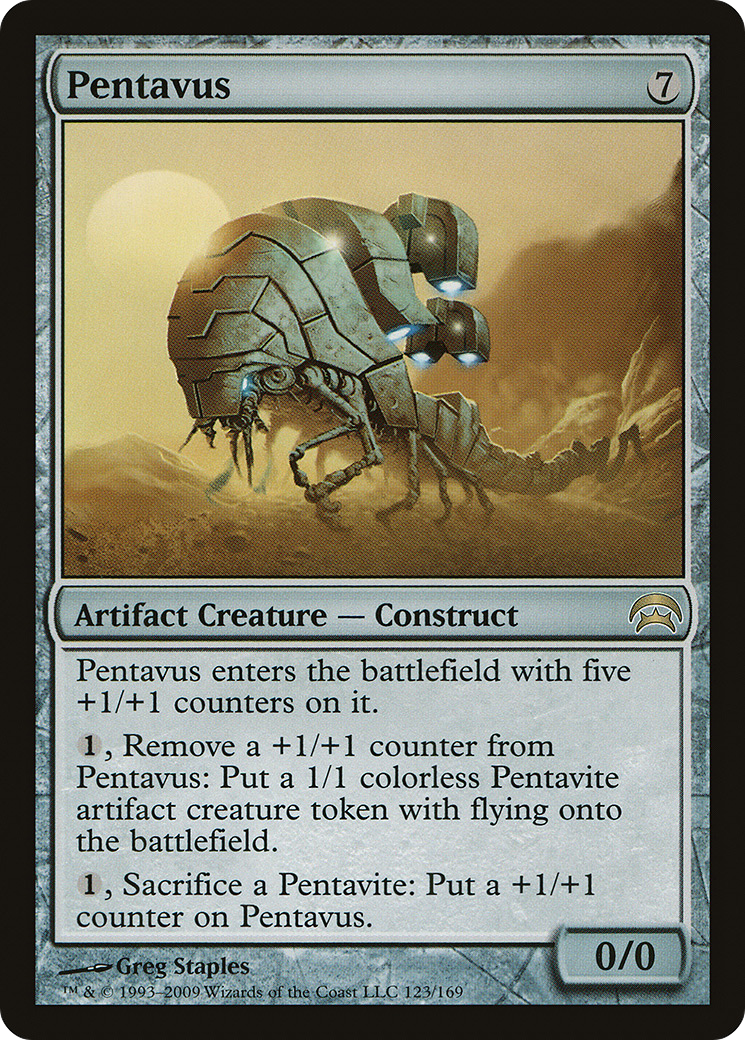 Pentavus 7
Artifact Creature — Construct
Pentavus enters the battlefield with five
+1/+1 counters on it.
1, Remove a +1/+1 counter from
Pentavus: Put a 1/1 colorless Pentavite
artifact creature token with flying onto
the battlefield.
1, Sacrifice a Pentavite: Put a +1/+1
counter on Pentavus.
0/0
Greg Staples
™ & © 1993–2009 Wizards of the Coast LLC 123/169